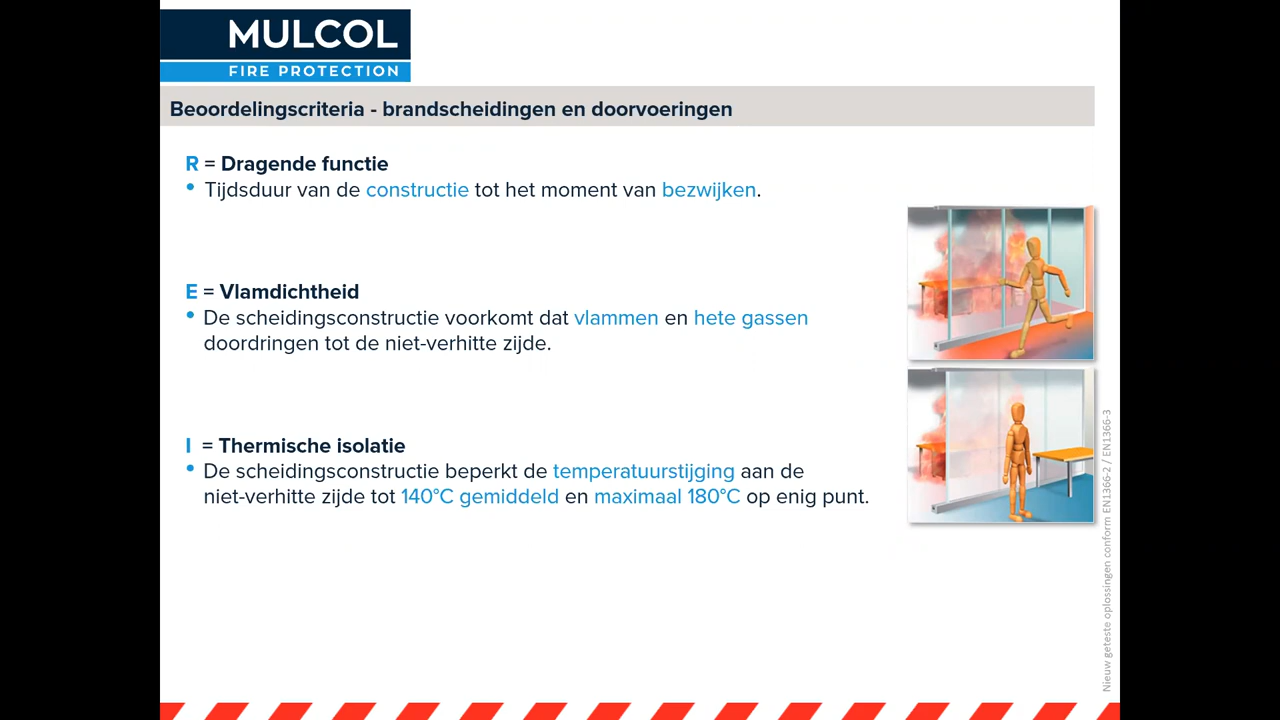 MULCOL
FIRE PROTECTION
Beoordelingscriteria - brandscheidingen en doorvoeringen
R = Dragende functie
• Tijdsduur van de constructie tot het moment van bezwijken.
E = Vlamdichtheid
• De scheidingsconstructie voorkomt dat vlammen en hete gassen
doordringen tot de niet-verhitte zijde.
I = Thermische isolatie
• De scheidingsconstructie beperkt de temperatuurstijging aan de
niet-verhitte zijde tot 140°C gemiddeld en maximaal 180°C op enig punt.
Nieuw geteste oplossingen conform EN1366-2 / EN1366-3